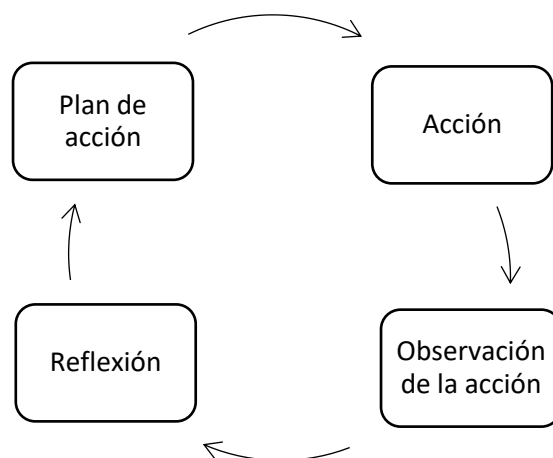 Plan de
acción
Acción
Reflexión
Observación
de la acción